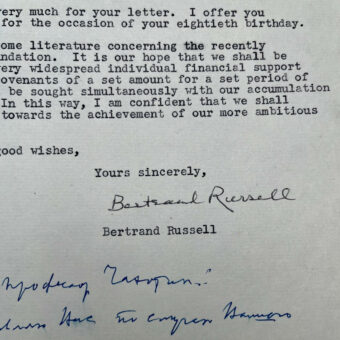 very much for your letter. I offer you
for the occasion of your eightieth birthday.
ome literature concerning the recently
ndation. It is our hope that we shall be
very widespread individual financial support
ovenants of a set amount for a set period of
be sought simultaneously with our accumulation
In this way, I am confident that we shall
towards the achievement of our more ambitious
good wishes,
Yours sincerely,
Bertrand Russell
Bertrand Russell